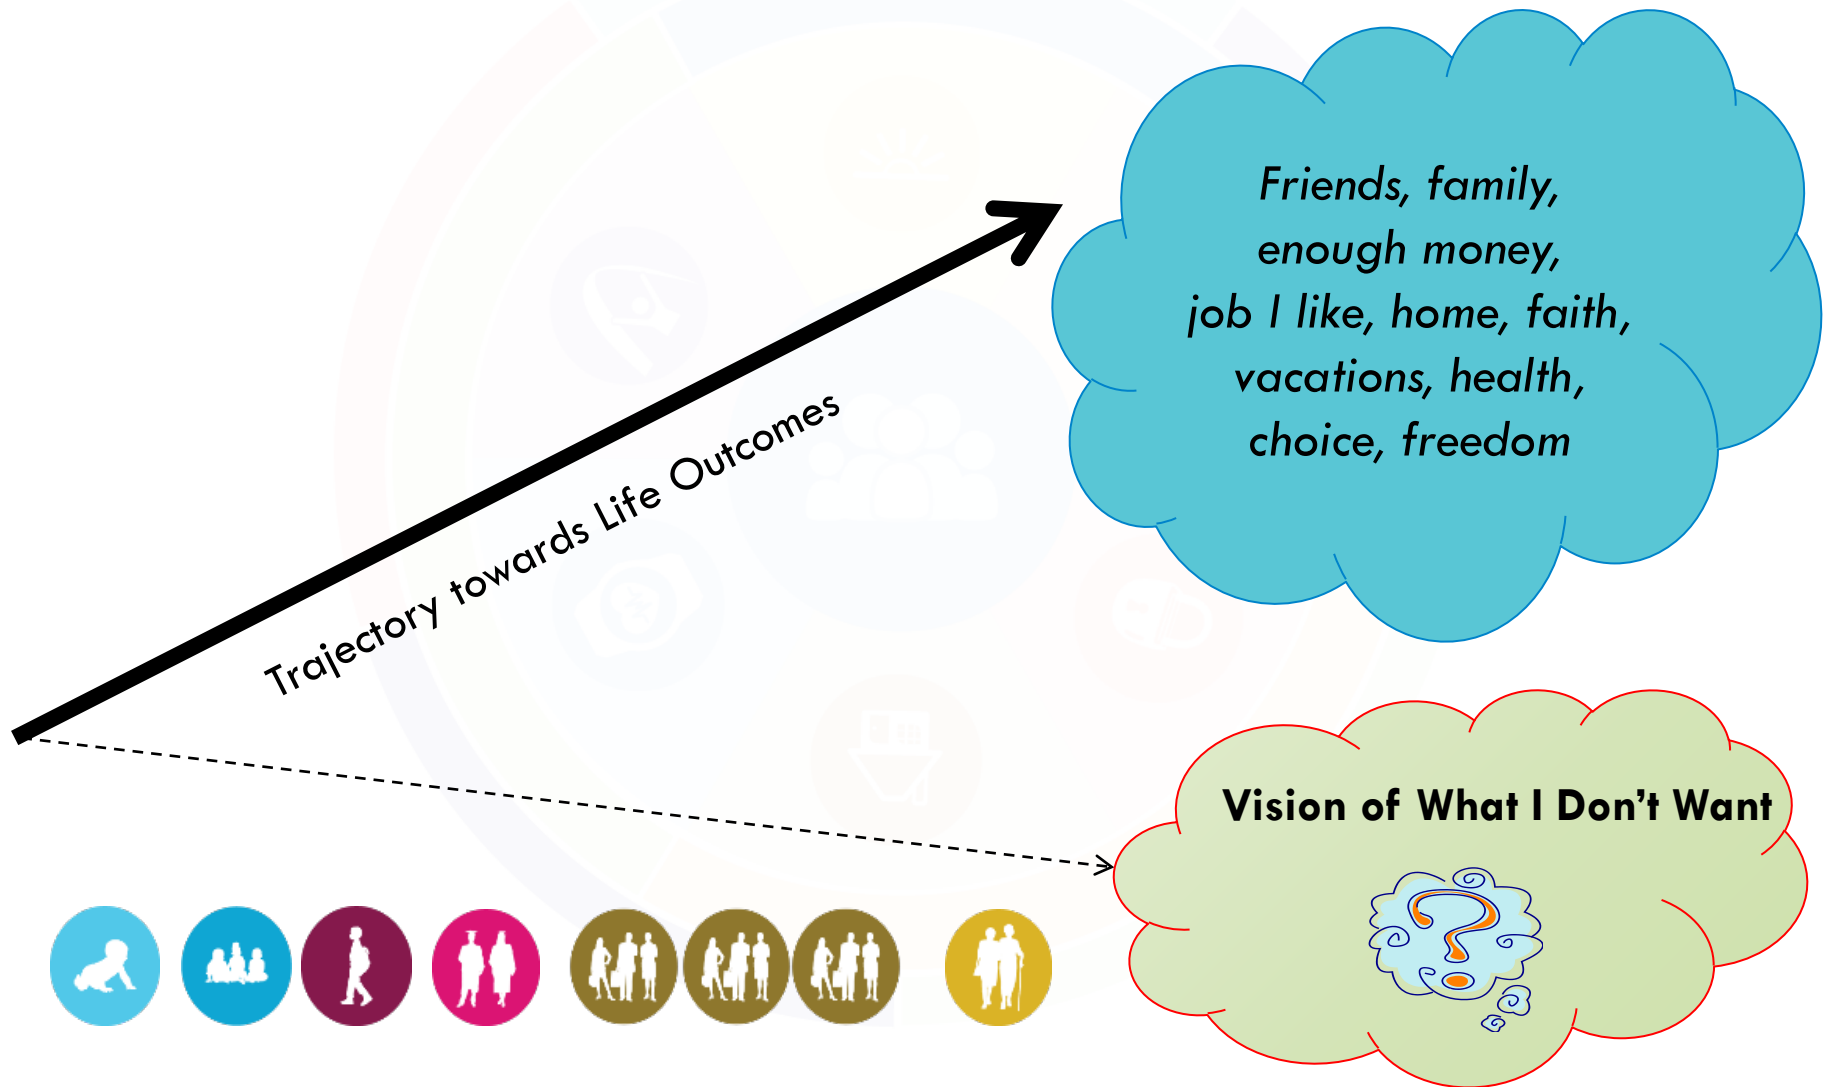 Friends, family,
enough money,
job I like, home, faith,
vacations, health,
choice, freedom
Trajectory towards Life Outcomes
Vision of What I Don’t Want
?